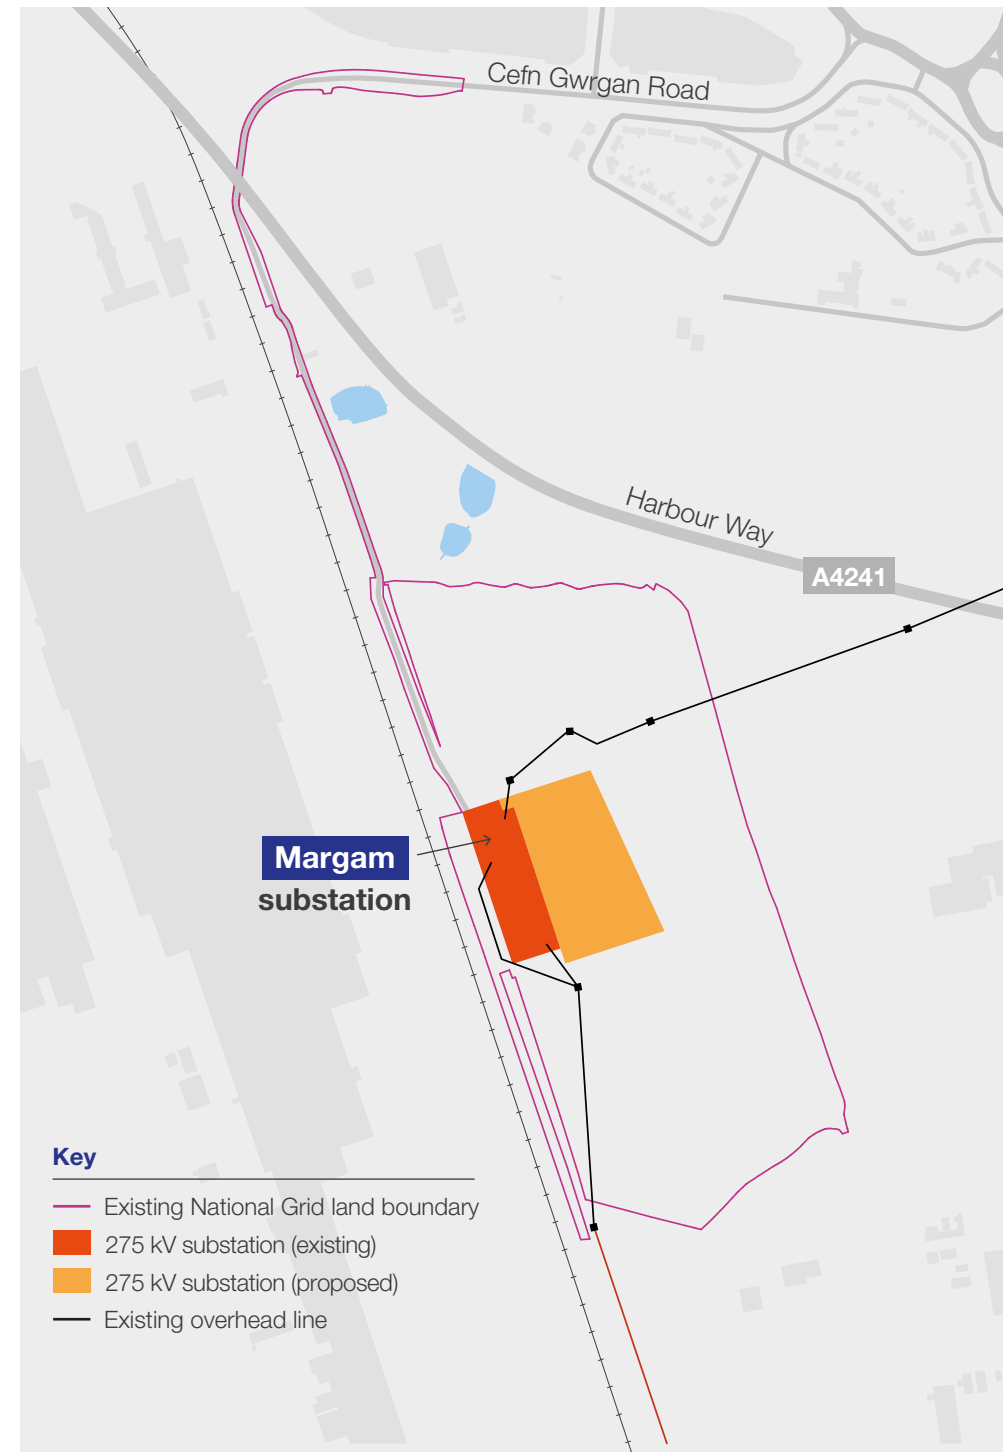 Cefn Gwrgan Road
Harbour Way
A4241
Margam
substation
Key
Existing National Grid land boundary
275 kV substation (existing)
275 kV substation (proposed)
Existing overhead line